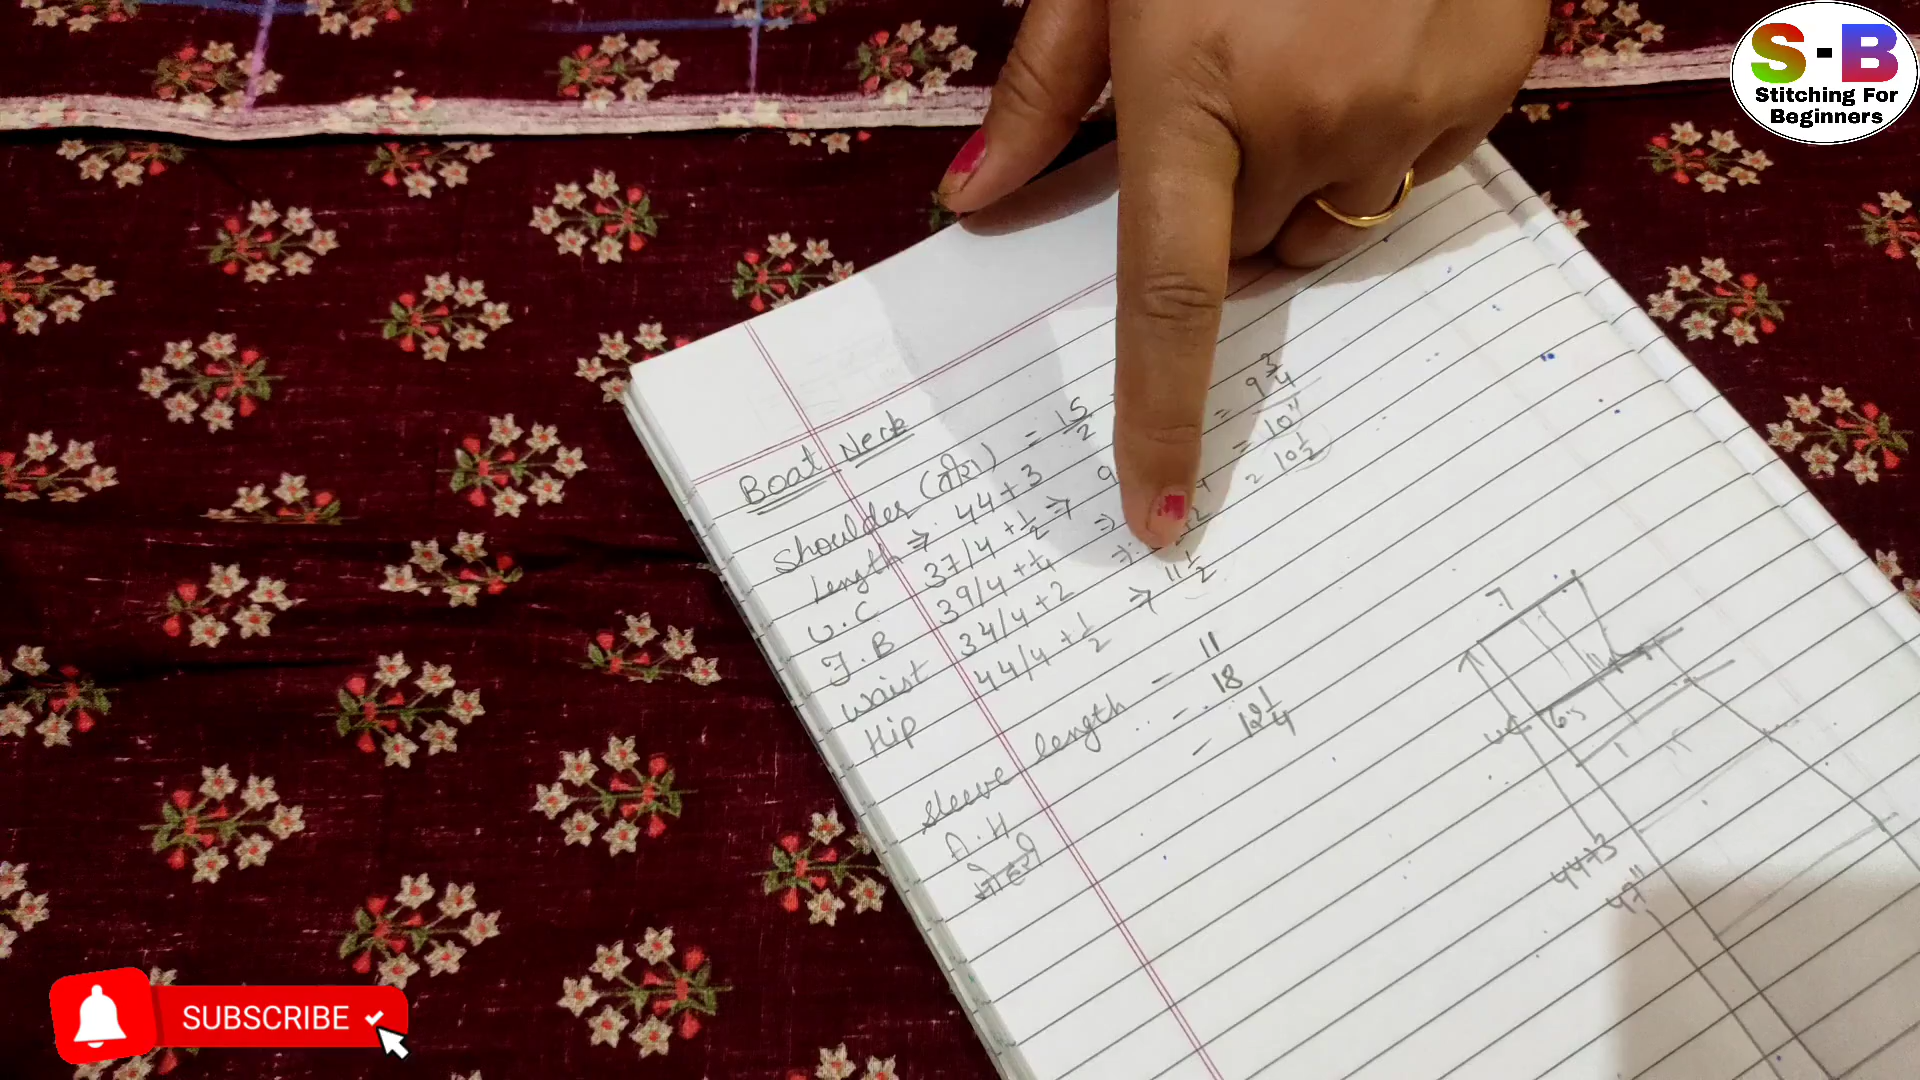 Boat Neck
Shoulder (तीरा) = 15/2 = 9 3/4
Length ⇒ 44+3 = 10"
U.C 37/4 + 1/2 ⇒ 9 = 10 1/2
F.B 39/4 + 1/4 ⇒
Waist 34/4 + 2 ⇒
Hip 44/4 + 1/2 ⇒ 11 1/2
Sleeve length - 11
A.H - 18
मोहरी - 12 1/4
7
UC 6.5
44+3
47"
S-B
Stitching For
Beginners
SUBSCRIBE